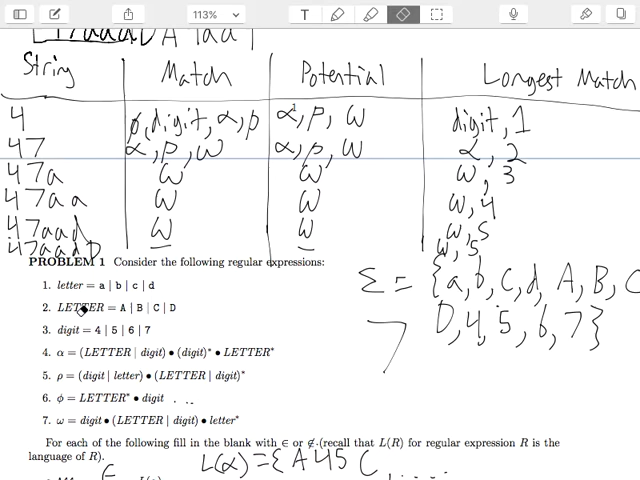 113%
String Match Potential Longest Match
4 ϕ, digit, α, ρ α, ρ, ω digit, 1
47 α, ρ, ω α, ρ, ω α, 2
47a ω ω ω, 3
47aa ω ω ω, 4
47aad ω ω ω, 5
47aadD — — ω, 5
PROBLEM 1 Consider the following regular expressions:
1. letter = a | b | c | d
2. LETTER = A | B | C | D
3. digit = 4 | 5 | 6 | 7
4. α = (LETTER | digit) • (digit)* • LETTER*
5. ρ = (digit | letter) • (LETTER | digit)*
6. ϕ = LETTER* • digit
7. ω = digit • (LETTER | digit) • letter*
Σ = {a, b, c, d, A, B, C
D, 4, 5, 6, 7}
For each of the following fill in the blank with ∈ or ∉.(recall that L(R) for regular expression R is the
language of R).
L(α) = {A45C,